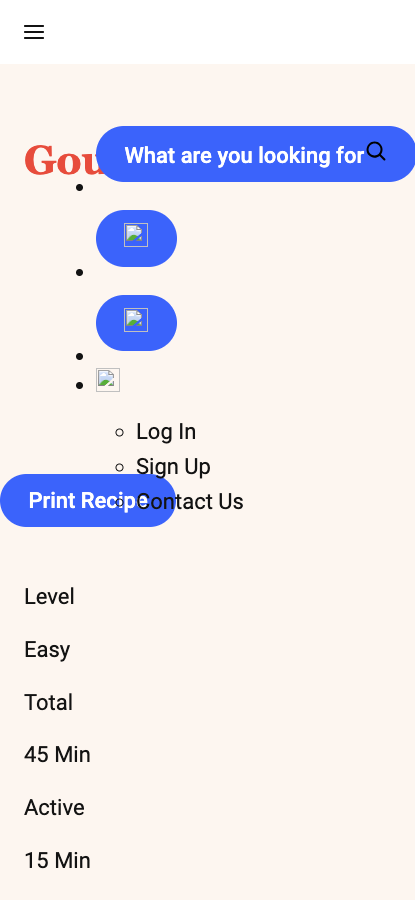 What are you looking for
Log In
Sign Up
Contact Us
Print Recipe
Level
Easy
Total
45 Min
Active
15 Min